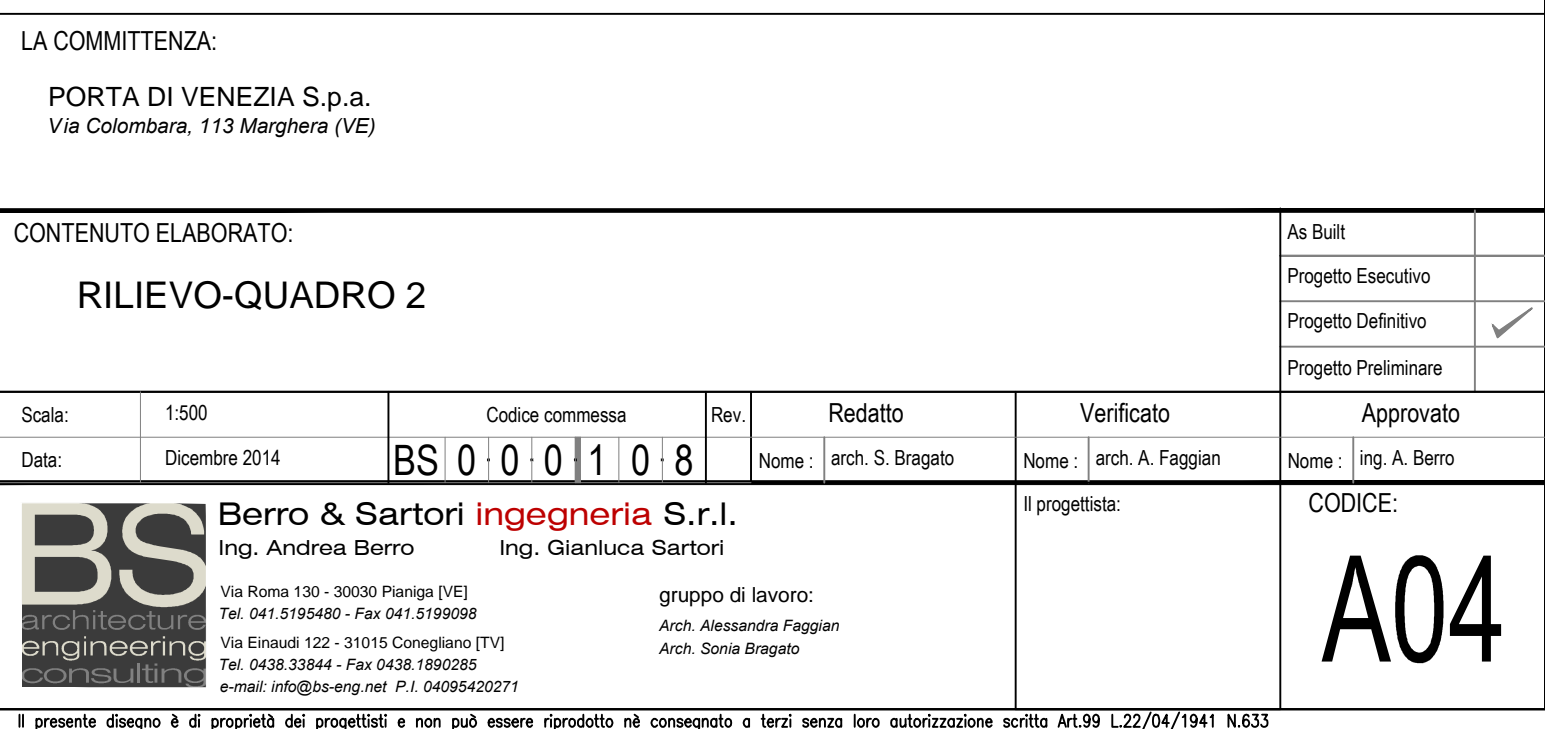 LA COMMITTENZA:
PORTA DI VENEZIA S.p.a.
Via Colombara, 113 Marghera (VE)
CONTENUTO ELABORATO:
RILIEVO-QUADRO 2
As Built
Progetto Esecutivo
Progetto Definitivo
Progetto Preliminare
Scala: 1:500 Codice commessa Rev. Redatto Verificato Approvato
Data: Dicembre 2014 BS 0 0 0 1 0 8 Nome : arch. S. Bragato Nome : arch. A. Faggian Nome : ing. A. Berro
BS
architecture
engineering
consulting
Berro & Sartori ingegneria S.r.l.
Ing. Andrea Berro Ing. Gianluca Sartori
Via Roma 130 - 30030 Pianiga [VE]
Tel. 041.5195480 - Fax 041.5199098
Via Einaudi 122 - 31015 Conegliano [TV]
Tel. 0438.33844 - Fax 0438.1890285
e-mail: info@bs-eng.net P.I. 04095420271
gruppo di lavoro:
Arch. Alessandra Faggian
Arch. Sonia Bragato
Il progettista:
CODICE:
A04
Il presente disegno è di proprietà dei progettisti e non può essere riprodotto nè consegnato a terzi senza loro autorizzazione scritta Art.99 L.22/04/1941 N.633